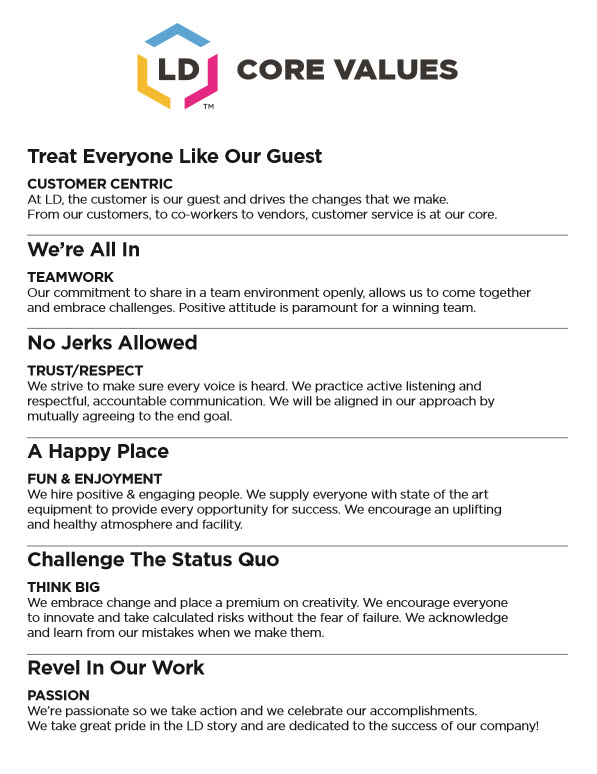 LD CORE VALUES
TM
Treat Everyone Like Our Guest
CUSTOMER CENTRIC
At LD, the customer is our guest and drives the changes that we make.
From our customers, to co-workers to vendors, customer service is at our core.
We’re All In
TEAMWORK
Our commitment to share in a team environment openly, allows us to come together
and embrace challenges. Positive attitude is paramount for a winning team.
No Jerks Allowed
TRUST/RESPECT
We strive to make sure every voice is heard. We practice active listening and
respectful, accountable communication. We will be aligned in our approach by
mutually agreeing to the end goal.
A Happy Place
FUN & ENJOYMENT
We hire positive & engaging people. We supply everyone with state of the art
equipment to provide every opportunity for success. We encourage an uplifting
and healthy atmosphere and facility.
Challenge The Status Quo
THINK BIG
We embrace change and place a premium on creativity. We encourage everyone
to innovate and take calculated risks without the fear of failure. We acknowledge
and learn from our mistakes when we make them.
Revel In Our Work
PASSION
We’re passionate so we take action and we celebrate our accomplishments.
We take great pride in the LD story and are dedicated to the success of our company!